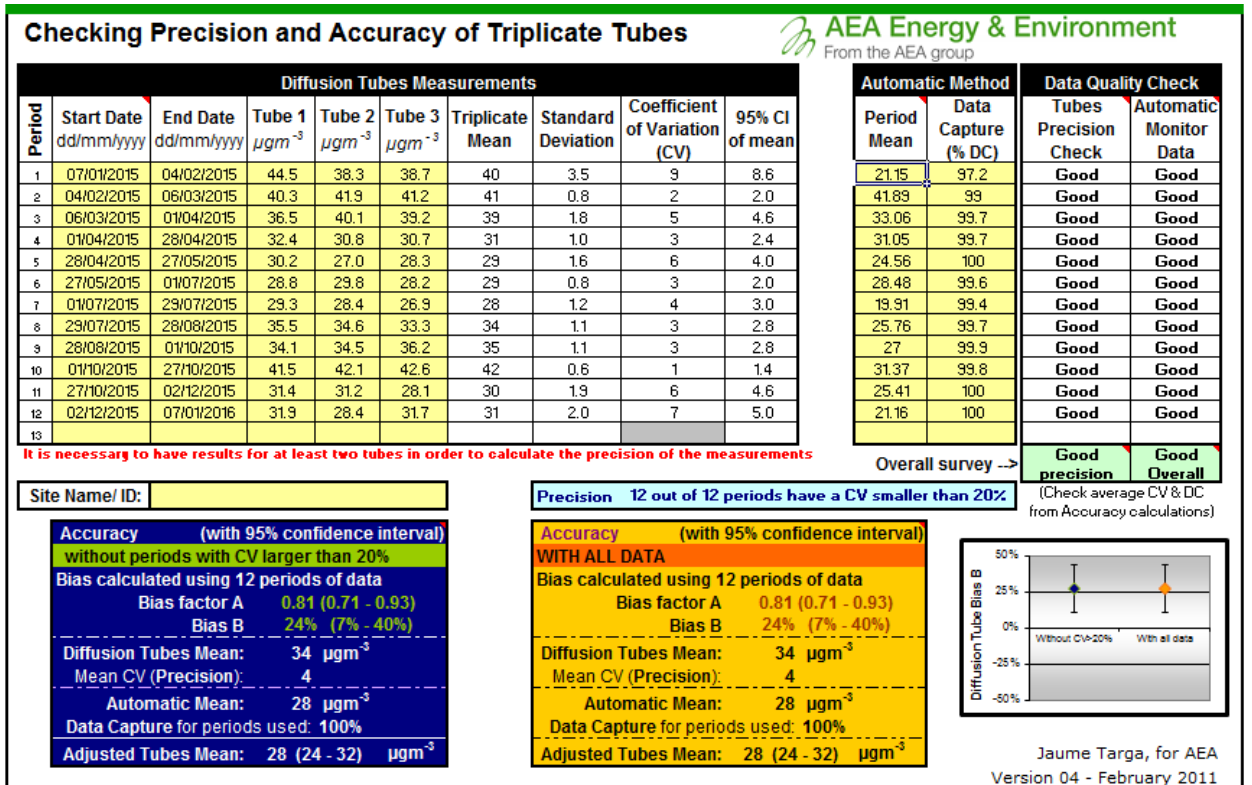 Checking Precision and Accuracy of Triplicate Tubes
AEA Energy & Environment
From the AEA group
Diffusion Tubes Measurements
Automatic Method
Data Quality Check
Period
Start Date dd/mm/yyyy
End Date dd/mm/yyyy
Tube 1 µgm-3
Tube 2 µgm-3
Tube 3 µgm-3
Triplicate Mean
Standard Deviation
Coefficient of Variation (CV)
95% CI of mean
Period Mean
Data Capture (% DC)
Tubes Precision Check
Automatic Monitor Data
1 07/01/2015 04/02/2015 44.5 38.3 38.7 40 3.5 9 8.6 21.15 97.2 Good Good
2 04/02/2015 06/03/2015 40.3 41.9 41.2 41 0.8 2 2.0 41.89 99 Good Good
3 06/03/2015 01/04/2015 36.5 40.1 39.2 39 1.8 5 4.6 33.06 99.7 Good Good
4 01/04/2015 28/04/2015 32.4 30.8 30.7 31 1.0 3 2.4 31.05 99.7 Good Good
5 28/04/2015 27/05/2015 30.2 27.0 28.3 29 1.6 6 4.0 24.56 100 Good Good
6 27/05/2015 01/07/2015 28.8 29.8 28.2 29 0.8 3 2.0 28.48 99.6 Good Good
7 01/07/2015 29/07/2015 29.3 28.4 26.9 28 1.2 4 3.0 19.91 99.4 Good Good
8 29/07/2015 28/08/2015 35.5 34.6 33.3 34 1.1 3 2.8 25.76 99.7 Good Good
9 28/08/2015 01/10/2015 34.1 34.5 36.2 35 1.1 3 2.8 27 99.9 Good Good
10 01/10/2015 27/10/2015 41.5 42.1 42.6 42 0.6 1 1.4 31.37 99.8 Good Good
11 27/10/2015 02/12/2015 31.4 31.2 28.1 30 1.9 6 4.6 25.41 100 Good Good
12 02/12/2015 07/01/2016 31.9 28.4 31.7 31 2.0 7 5.0 21.16 100 Good Good
13
It is necessary to have results for at least two tubes in order to calculate the precision of the measurements
Overall survey -->
Good precision
Good Overall
Site Name/ ID:
Precision 12 out of 12 periods have a CV smaller than 20%
(Check average CV & DC
from Accuracy calculations)
Accuracy (with 95% confidence interval)
without periods with CV larger than 20%
Bias calculated using 12 periods of data
Bias factor A 0.81 (0.71 - 0.93)
Bias B 24% (7% - 40%)
Diffusion Tubes Mean: 34 µgm-3
Mean CV (Precision): 4
Automatic Mean: 28 µgm-3
Data Capture for periods used: 100%
Adjusted Tubes Mean: 28 (24 - 32) µgm-3
Accuracy (with 95% confidence interval)
WITH ALL DATA
Bias calculated using 12 periods of data
Bias factor A 0.81 (0.71 - 0.93)
Bias B 24% (7% - 40%)
Diffusion Tubes Mean: 34 µgm-3
Mean CV (Precision): 4
Automatic Mean: 28 µgm-3
Data Capture for periods used: 100%
Adjusted Tubes Mean: 28 (24 - 32) µgm-3
Diffusion Tube Bias B
50%
25%
0%
-25%
-50%
Without CV>20%
With all data
Jaume Targa, for AEA
Version 04 - February 2011